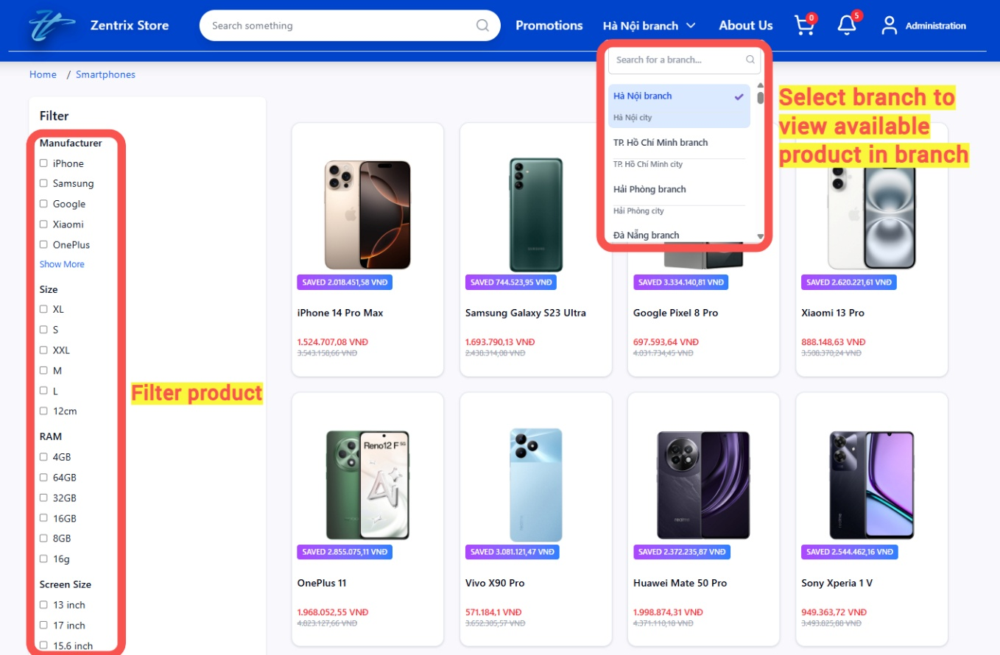 Zentrix Store
Search something
Promotions
Hà Nội branch
About Us
0
5
Administration
Home / Smartphones
Search for a branch...
Hà Nội branch
Hà Nội city
TP. Hồ Chí Minh branch
TP. Hồ Chí Minh city
Hải Phòng branch
Hải Phòng city
Đà Nẵng branch
Select branch to
view available
product in branch
Filter
Manufacturer
iPhone
Samsung
Google
Xiaomi
OnePlus
Show More
Size
XL
S
XXL
M
L
12cm
RAM
4GB
64GB
32GB
16GB
8GB
16g
Screen Size
13 inch
17 inch
15.6 inch
Filter product
SAMSUNG
SAVED 2.018.451,58 VNĐ
iPhone 14 Pro Max
1.524.707,08 VNĐ
3.543.158,66 VNĐ
SAVED 744.523,95 VNĐ
Samsung Galaxy S23 Ultra
1.693.790,13 VNĐ
2.438.314,08 VNĐ
SAVED 3.334.140,81 VNĐ
Google Pixel 8 Pro
697.593,64 VNĐ
4.031.734,45 VNĐ
SAVED 2.620.221,61 VNĐ
Xiaomi 13 Pro
888.148,63 VNĐ
3.508.370,24 VNĐ
Reno12 F 5G
Ai
SAVED 2.855.075,11 VNĐ
OnePlus 11
1.968.052,55 VNĐ
4.823.127,66 VNĐ
realme
SAVED 3.081.121,47 VNĐ
Vivo X90 Pro
571.184,1 VNĐ
3.652.305,57 VNĐ
realme
SAVED 2.372.235,87 VNĐ
Huawei Mate 50 Pro
1.998.874,31 VNĐ
4.371.110,18 VNĐ
realme
SAVED 2.544.462,16 VNĐ
Sony Xperia 1 V
949.363,72 VNĐ
3.493.825,88 VNĐ